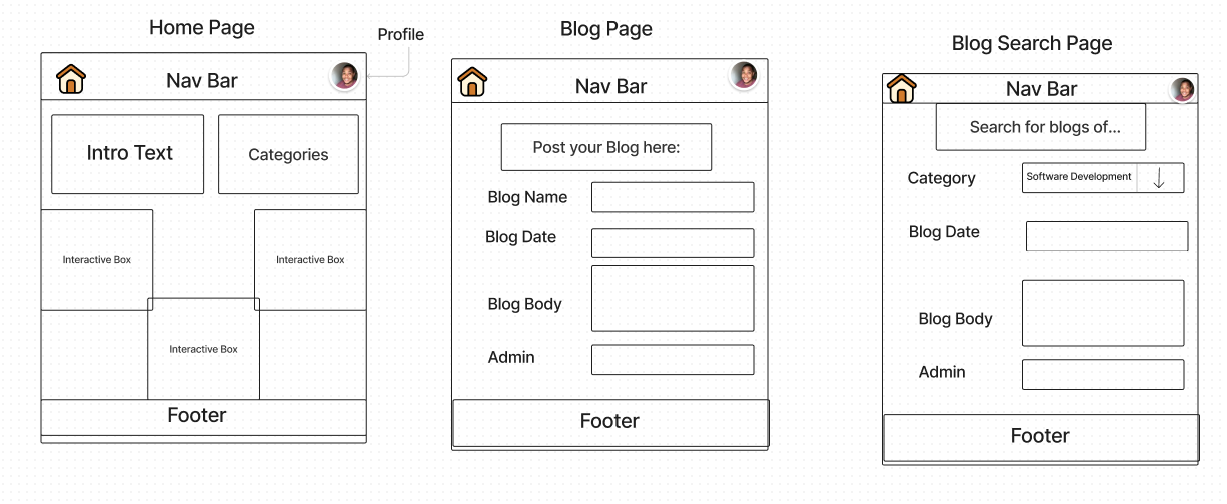 Home Page
Profile
Nav Bar
Intro Text
Categories
Interactive Box
Interactive Box
Interactive Box
Footer
Blog Page
Nav Bar
Post your Blog here:
Blog Name
Blog Date
Blog Body
Admin
Footer
Blog Search Page
Nav Bar
Search for blogs of...
Category
Software Development
Blog Date
Blog Body
Admin
Footer